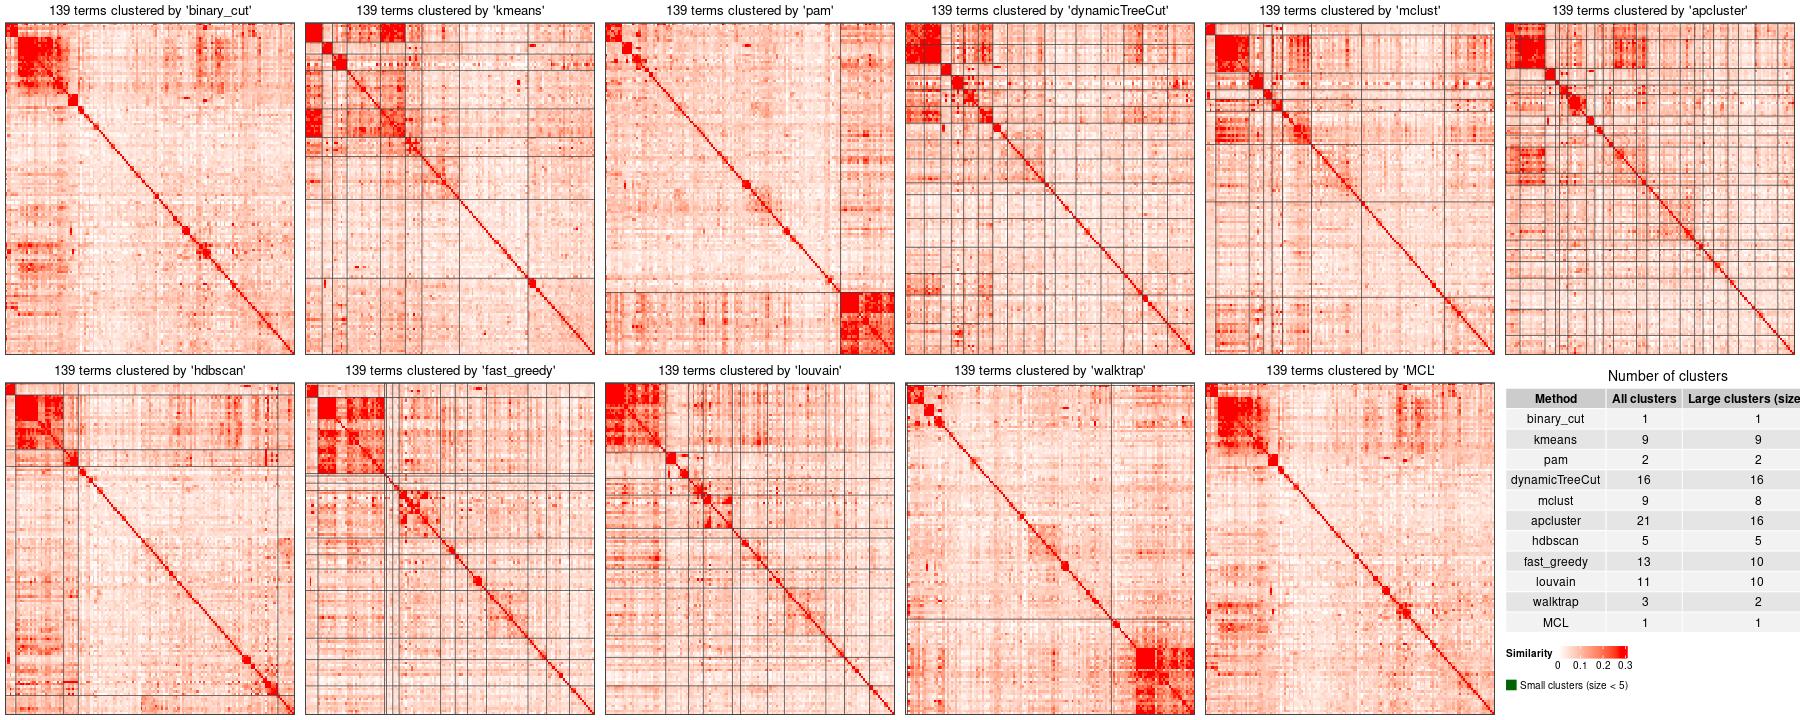 139 terms clustered by 'binary_cut'
139 terms clustered by 'kmeans'
139 terms clustered by 'pam'
139 terms clustered by 'dynamicTreeCut'
139 terms clustered by 'mclust'
139 terms clustered by 'apcluster'
139 terms clustered by 'hdbscan'
139 terms clustered by 'fast_greedy'
139 terms clustered by 'louvain'
139 terms clustered by 'walktrap'
139 terms clustered by 'MCL'
Number of clusters
Method All clusters Large clusters (size
binary_cut 1 1
kmeans 9 9
pam 2 2
dynamicTreeCut 16 16
mclust 9 8
apcluster 21 16
hdbscan 5 5
fast_greedy 13 10
louvain 11 10
walktrap 3 2
MCL 1 1
Similarity
0 0.1 0.2 0.3
Small clusters (size < 5)